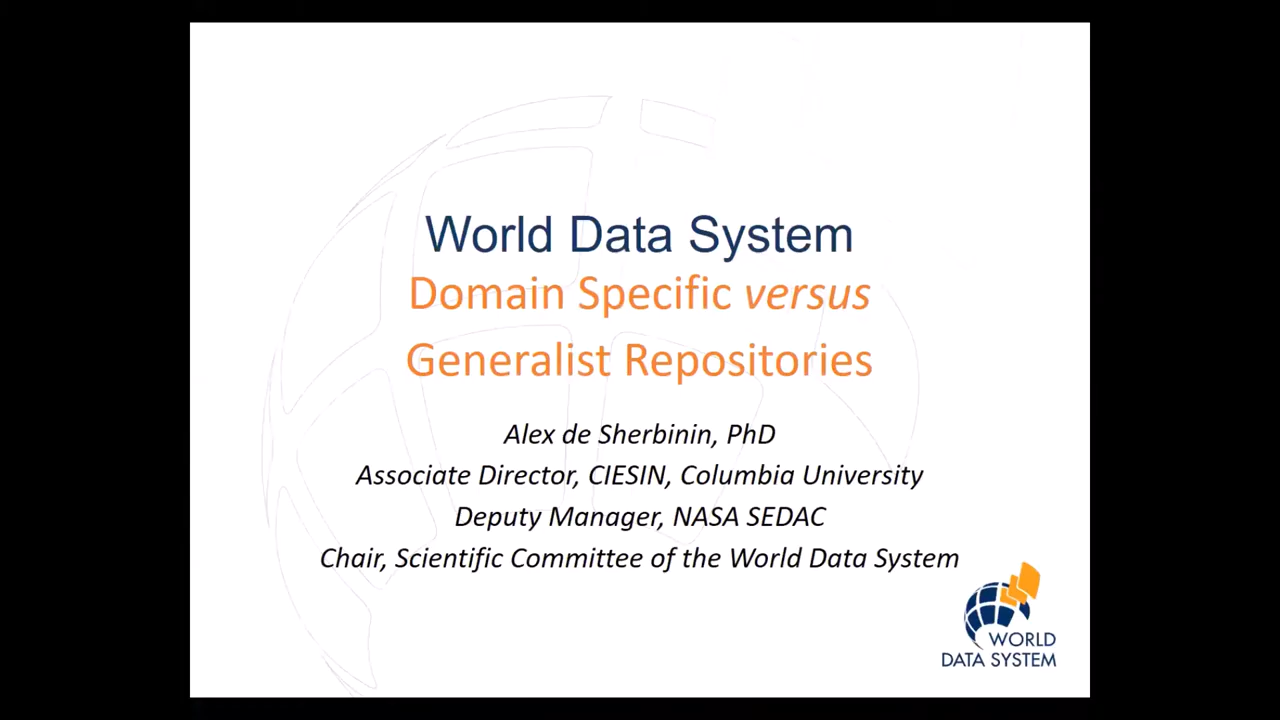 World Data System
Domain Specific versus
Generalist Repositories
Alex de Sherbinin, PhD
Associate Director, CIESIN, Columbia University
Deputy Manager, NASA SEDAC
Chair, Scientific Committee of the World Data System
WORLD
DATA SYSTEM